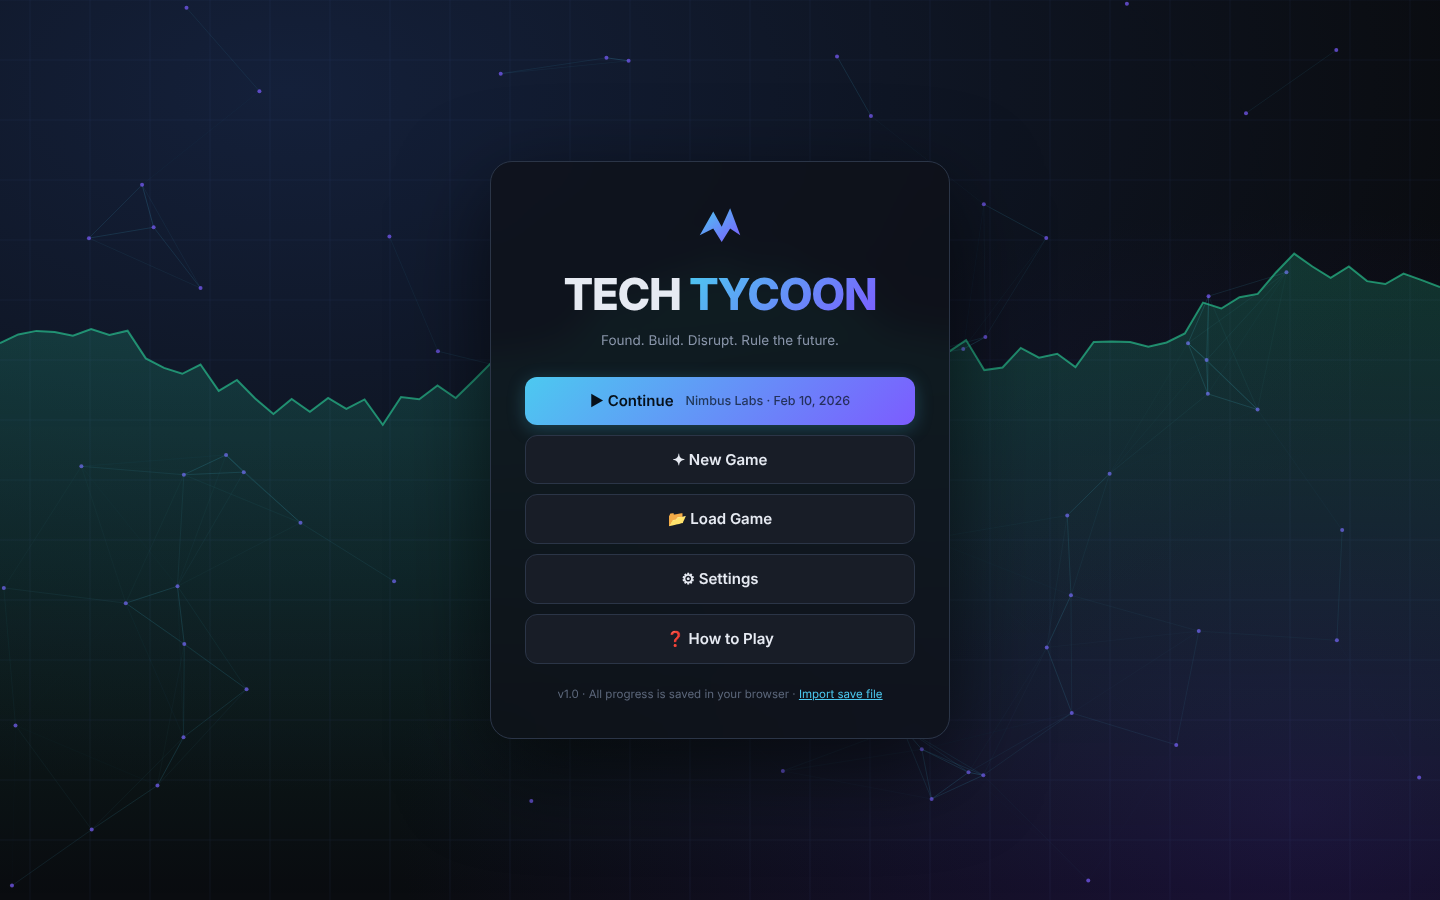 TECH TYCOON
Found. Build. Disrupt. Rule the future.
▶ Continue Nimbus Labs · Feb 10, 2026
✦ New Game
📂 Load Game
⚙ Settings
❓ How to Play
v1.0 · All progress is saved in your browser · Import save file